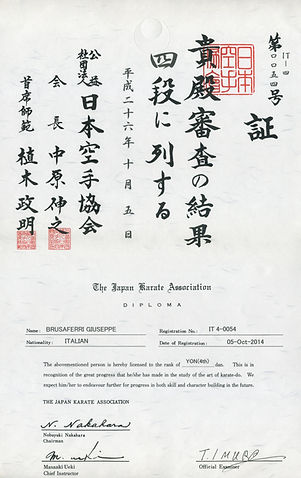 IT-四
第〇〇五四号
証
貴殿審査の結果
四段に列する
平成二十六年十月五日
公益
社団法人
日本空手協会
会長 中原伸之
首席師範 植木政明
The Japan Karate Association
DIPLOMA
Name : BRUSAFERRI GIUSEPPE
Registration No.: IT 4-0054
Nationality: ITALIAN
Date of Registration: 05-Oct-2014
The abovementioned person is hereby licensed to the rank of YON(4th) dan. This is in
recognition of the great progress that he/she has made in the study of the art of karate-do. We
expect him/her to endeavour further for progress in both skill and character building in the future.
THE JAPAN KARATE ASSOCIATION
N. Nakahara
Nobuyuki Nakahara
Chairman
Masaaki Ueki
Chief Instructor
Official Examiner